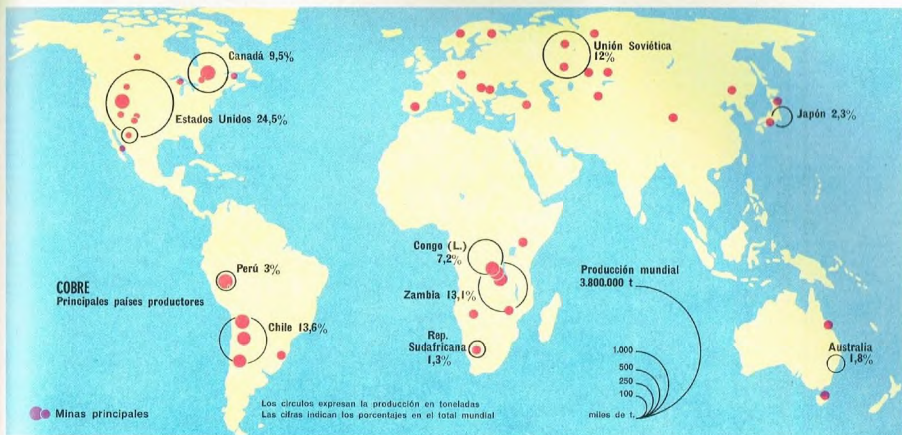 Canadá 9,5%
Estados Unidos 24,5%
Unión Soviética
12%
Japón 2,3%
Congo (L.)
7,2%
Perú 3%
COBRE
Principales países productores
Zambia 13,1%
Chile 13,6%
Rep.
Sudafricana
1,3%
Producción mundial
3.800.000 t
1.000
500
250
100
miles de t.
Australia
1,8%
Minas principales
Los círculos expresan la producción en toneladas
Las cifras indican los porcentajes en el total mundial